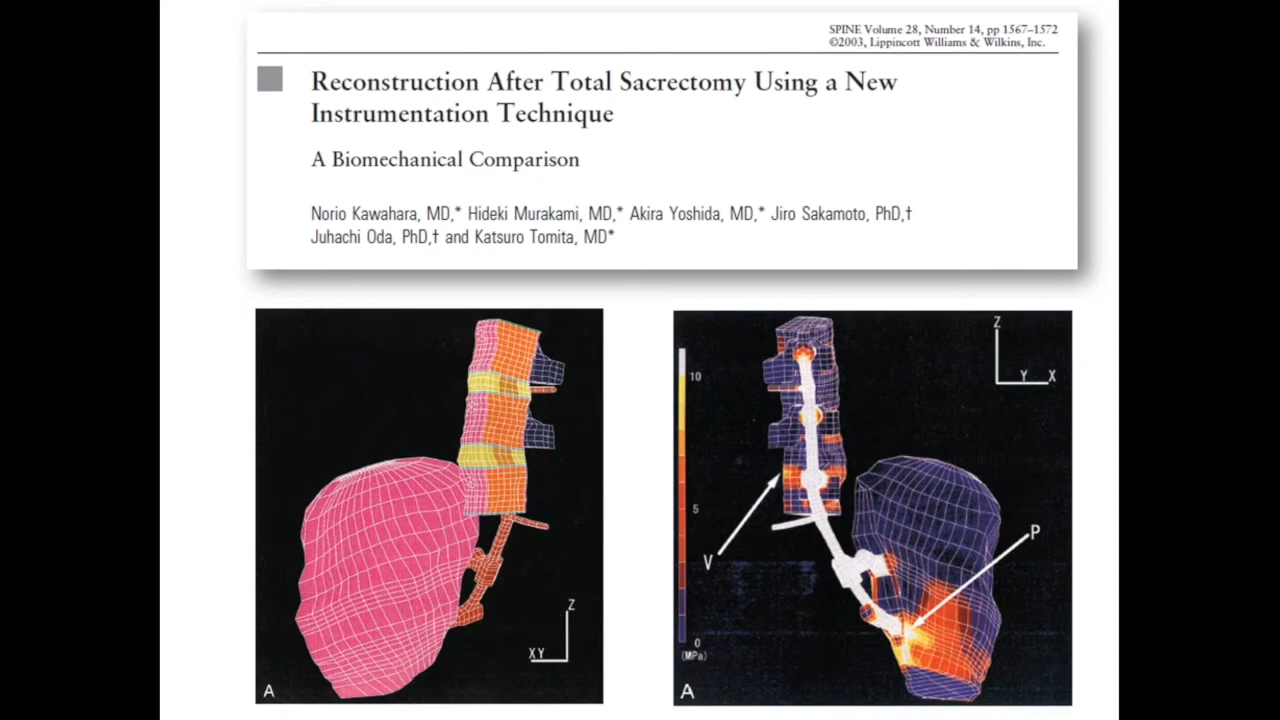 SPINE Volume 28, Number 14, pp 1567–1572
©2003, Lippincott Williams & Wilkins, Inc.
Reconstruction After Total Sacrectomy Using a New
Instrumentation Technique
A Biomechanical Comparison
Norio Kawahara, MD,* Hideki Murakami, MD,* Akira Yoshida, MD,* Jiro Sakamoto, PhD,†
Juhachi Oda, PhD,† and Katsuro Tomita, MD*
Z
X Y
A
10
5
0
(MPa)
Z
Y X
V
P
A